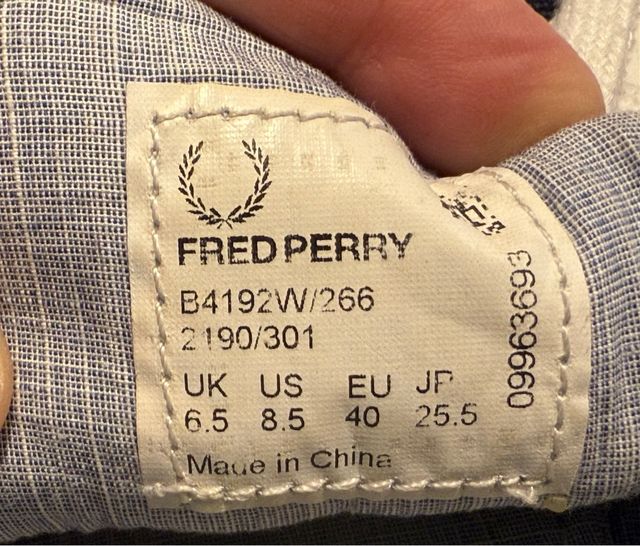 FRED PERRY
B4192W/266
2190/301
UK US EU JP
6.5 8.5 40 25.5
Made in China
09963693